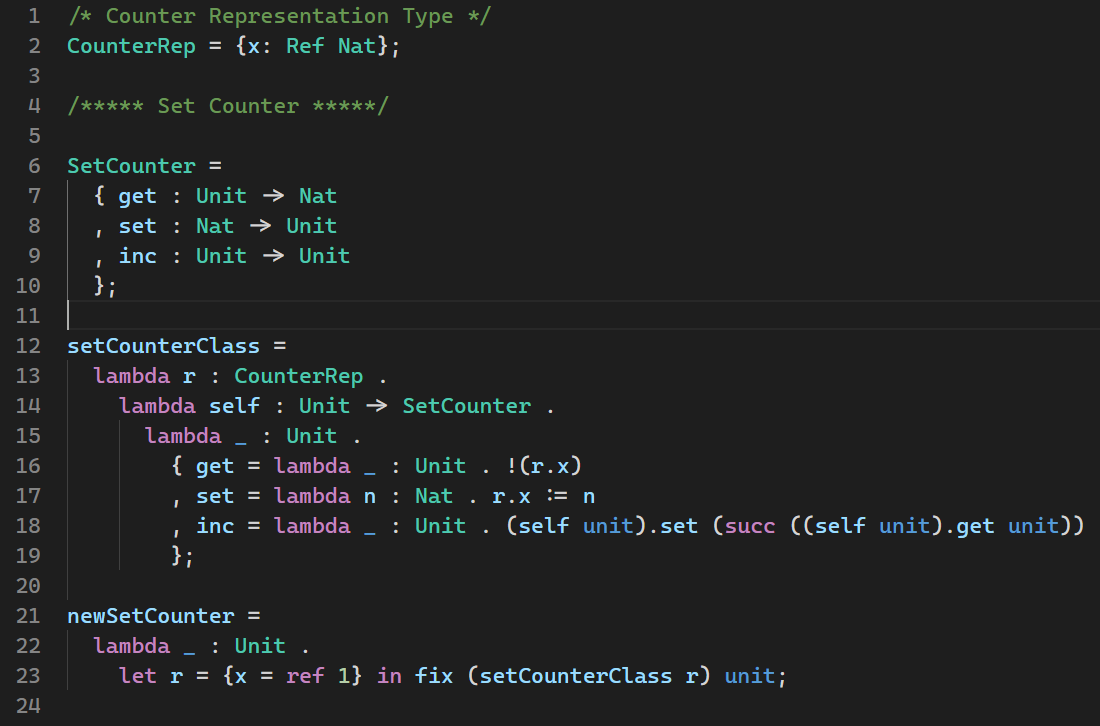 1 /* Counter Representation Type */
2 CounterRep = {x: Ref Nat};
3
4 /***** Set Counter *****/
5
6 SetCounter =
7   { get : Unit → Nat
8   , set : Nat → Unit
9   , inc : Unit → Unit
10   };
11
12 setCounterClass =
13   lambda r : CounterRep .
14     lambda self : Unit → SetCounter .
15       lambda _ : Unit .
16         { get = lambda _ : Unit . !(r.x)
17         , set = lambda n : Nat . r.x := n
18         , inc = lambda _ : Unit . (self unit).set (succ ((self unit).get unit))
19         };
20
21 newSetCounter =
22   lambda _ : Unit .
23     let r = {x = ref 1} in fix (setCounterClass r) unit;
24